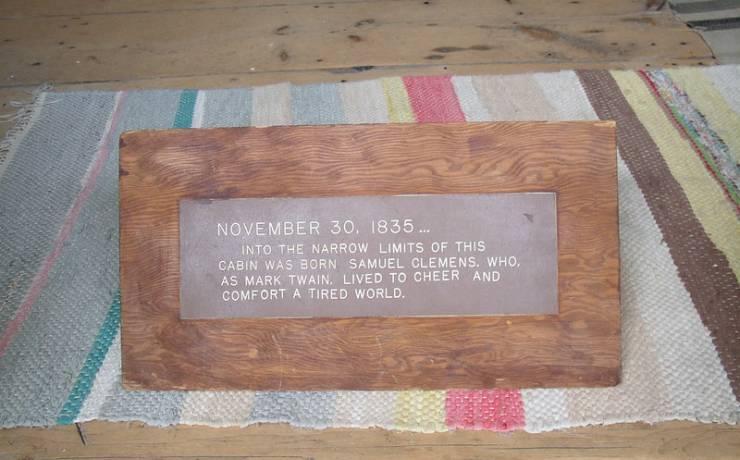 NOVEMBER 30, 1835...
INTO THE NARROW LIMITS OF THIS
CABIN WAS BORN SAMUEL CLEMENS, WHO,
AS MARK TWAIN, LIVED TO CHEER AND
COMFORT A TIRED WORLD.